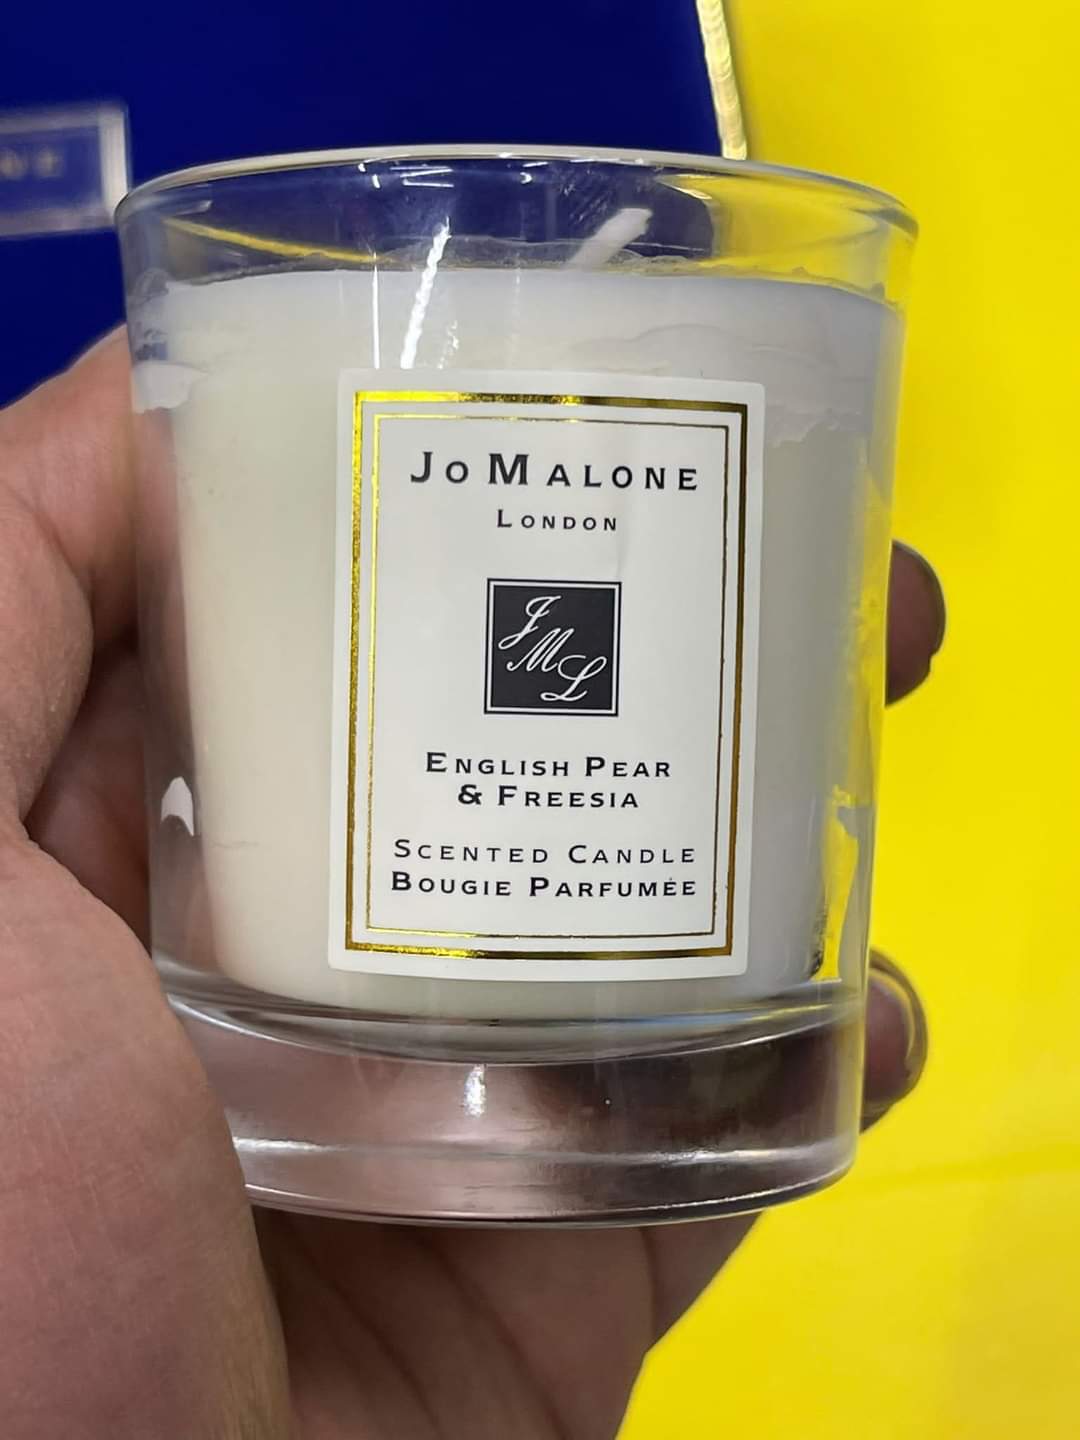 JO MALONE
LONDON
JML
ENGLISH PEAR
& FREESIA
SCENTED CANDLE
BOUGIE PARFUMÉE